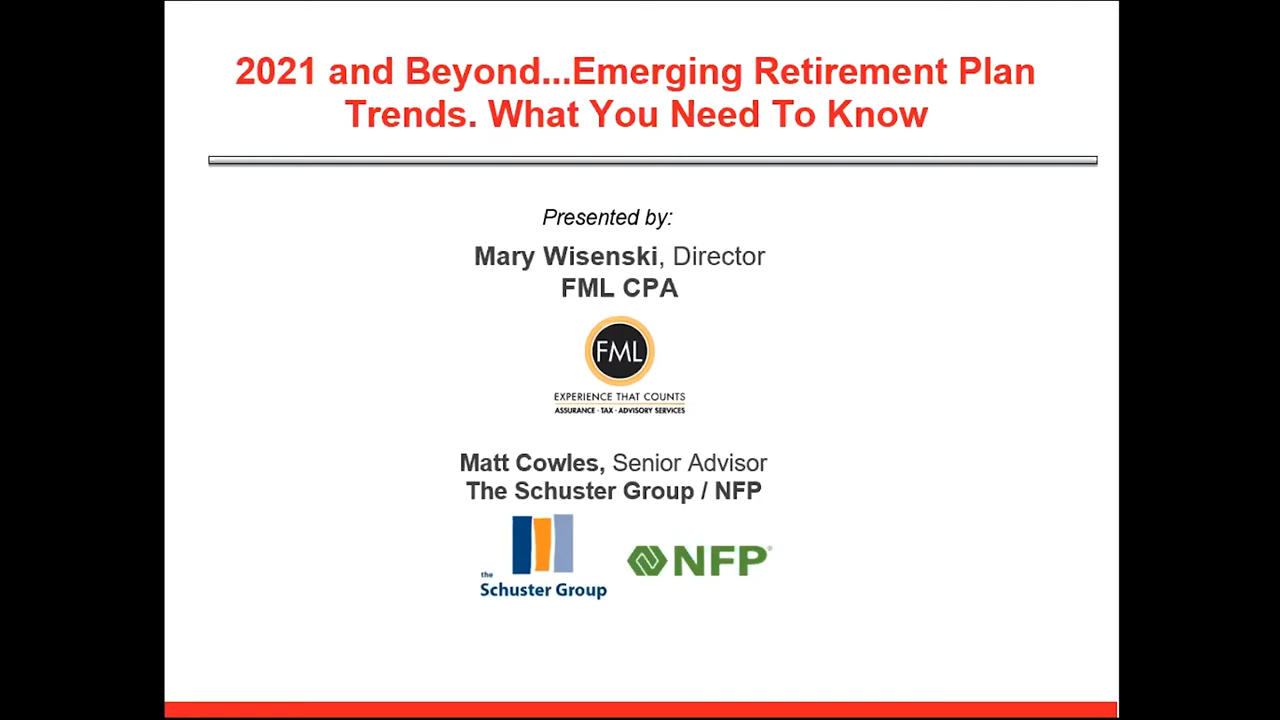 2021 and Beyond...Emerging Retirement Plan
Trends. What You Need To Know
Presented by:
Mary Wisenski, Director
FML CPA
FML
EXPERIENCE THAT COUNTS
ASSURANCE · TAX · ADVISORY SERVICES
Matt Cowles, Senior Advisor
The Schuster Group / NFP
the
Schuster Group
NFP®